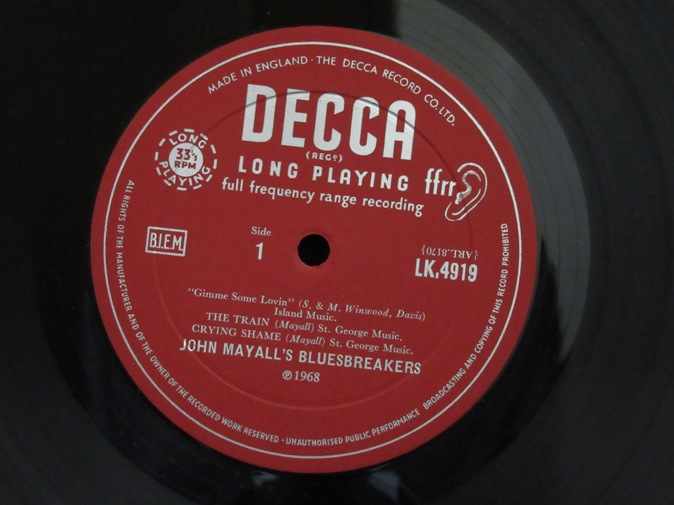 MADE IN ENGLAND · THE DECCA RECORD CO. LTD.
DECCA
(REGᴰ)
LONG PLAYING
full frequency range recording
ffrr
LONG
33⅓
RPM
PLAYING
B.I.E.M.
Side
1
{ARL.8170}
LK.4919
"Gimme Some Lovin" (S. & M. Winwood, Davis)
Island Music.
THE TRAIN (Mayall) St. George Music.
CRYING SHAME (Mayall) St. George Music.
JOHN MAYALL'S BLUESBREAKERS
℗1968
ALL RIGHTS OF THE MANUFACTURER AND OF THE OWNER OF THE RECORDED WORK RESERVED · UNAUTHORISED PUBLIC PERFORMANCE BROADCASTING AND COPYING OF THIS RECORD PROHIBITED